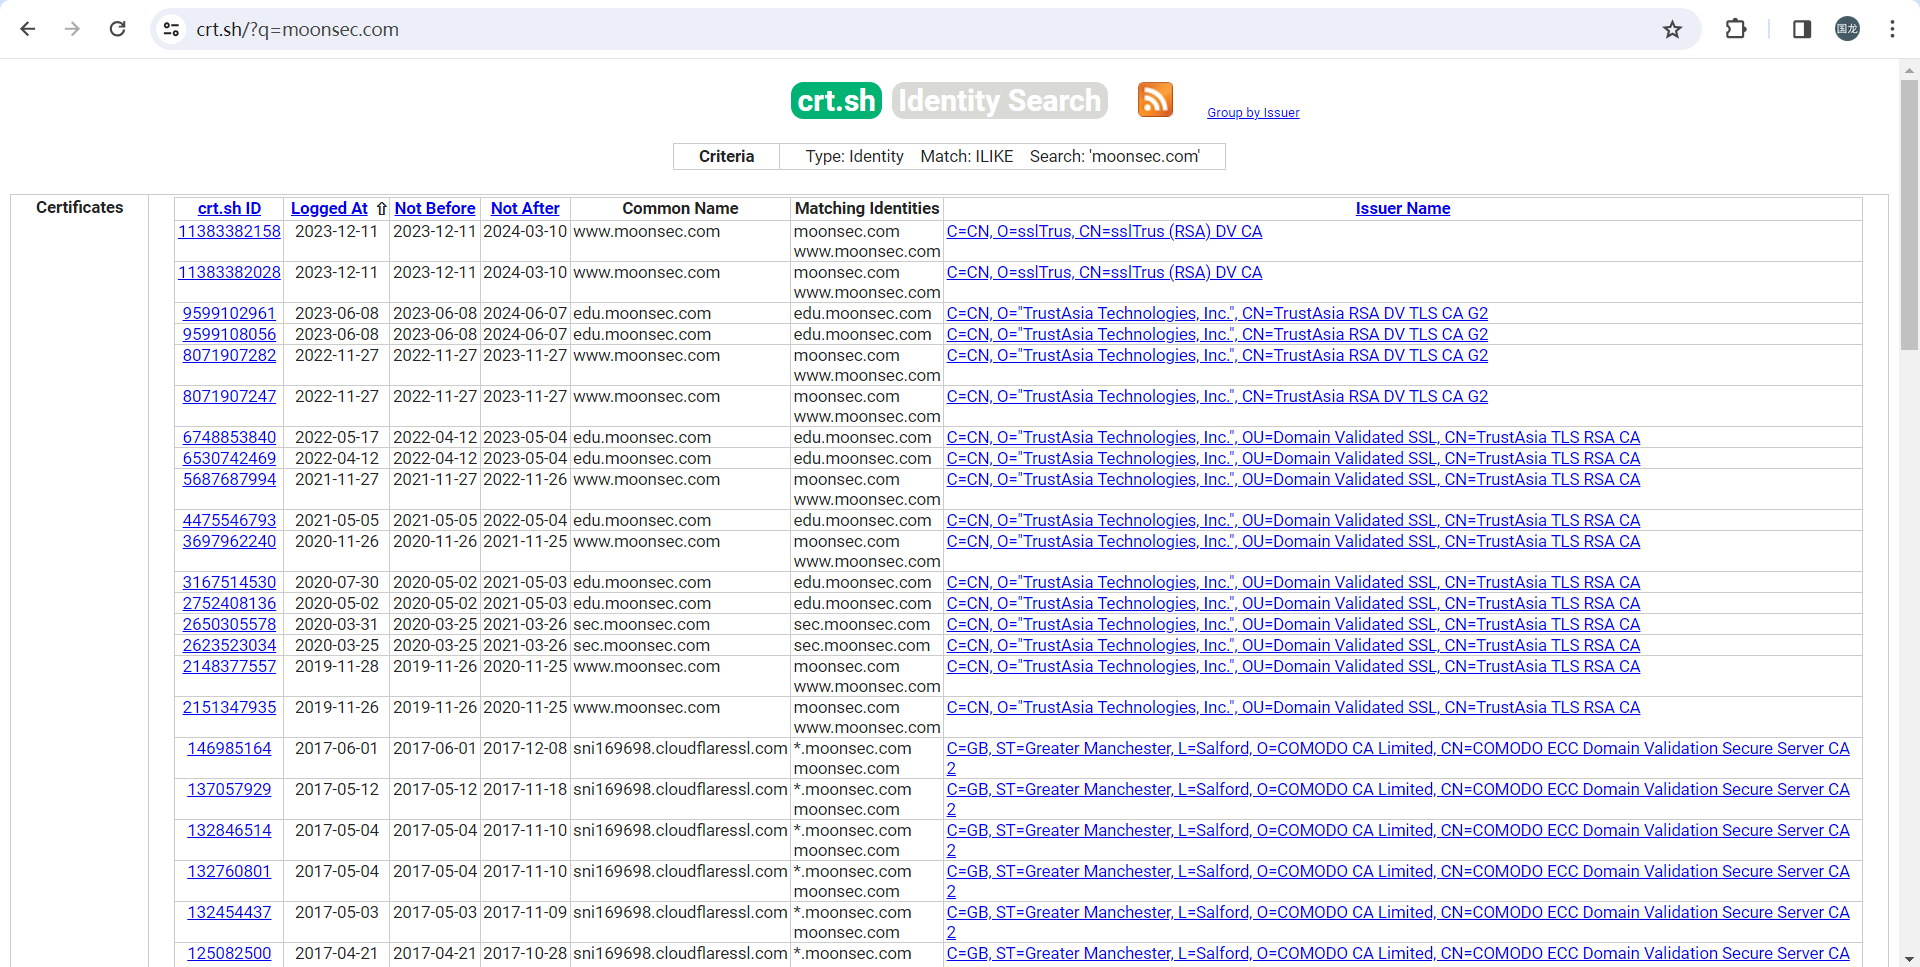 crt.sh/?q=moonsec.com
国龙
crt.sh Identity Search
Group by Issuer
Criteria Type: Identity Match: ILIKE Search: 'moonsec.com'
Certificates
crt.sh ID Logged At ⇧ Not Before Not After Common Name Matching Identities Issuer Name
11383382158 2023-12-11 2023-12-11 2024-03-10 www.moonsec.com moonsec.com C=CN, O=sslTrus, CN=sslTrus (RSA) DV CA
www.moonsec.com
11383382028 2023-12-11 2023-12-11 2024-03-10 www.moonsec.com moonsec.com C=CN, O=sslTrus, CN=sslTrus (RSA) DV CA
www.moonsec.com
9599102961 2023-06-08 2023-06-08 2024-06-07 edu.moonsec.com edu.moonsec.com C=CN, O="TrustAsia Technologies, Inc.", CN=TrustAsia RSA DV TLS CA G2
9599108056 2023-06-08 2023-06-08 2024-06-07 edu.moonsec.com edu.moonsec.com C=CN, O="TrustAsia Technologies, Inc.", CN=TrustAsia RSA DV TLS CA G2
8071907282 2022-11-27 2022-11-27 2023-11-27 www.moonsec.com moonsec.com C=CN, O="TrustAsia Technologies, Inc.", CN=TrustAsia RSA DV TLS CA G2
www.moonsec.com
8071907247 2022-11-27 2022-11-27 2023-11-27 www.moonsec.com moonsec.com C=CN, O="TrustAsia Technologies, Inc.", CN=TrustAsia RSA DV TLS CA G2
www.moonsec.com
6748853840 2022-05-17 2022-04-12 2023-05-04 edu.moonsec.com edu.moonsec.com C=CN, O="TrustAsia Technologies, Inc.", OU=Domain Validated SSL, CN=TrustAsia TLS RSA CA
6530742469 2022-04-12 2022-04-12 2023-05-04 edu.moonsec.com edu.moonsec.com C=CN, O="TrustAsia Technologies, Inc.", OU=Domain Validated SSL, CN=TrustAsia TLS RSA CA
5687687994 2021-11-27 2021-11-27 2022-11-26 www.moonsec.com moonsec.com C=CN, O="TrustAsia Technologies, Inc.", OU=Domain Validated SSL, CN=TrustAsia TLS RSA CA
www.moonsec.com
4475546793 2021-05-05 2021-05-05 2022-05-04 edu.moonsec.com edu.moonsec.com C=CN, O="TrustAsia Technologies, Inc.", OU=Domain Validated SSL, CN=TrustAsia TLS RSA CA
3697962240 2020-11-26 2020-11-26 2021-11-25 www.moonsec.com moonsec.com C=CN, O="TrustAsia Technologies, Inc.", OU=Domain Validated SSL, CN=TrustAsia TLS RSA CA
www.moonsec.com
3167514530 2020-07-30 2020-05-02 2021-05-03 edu.moonsec.com edu.moonsec.com C=CN, O="TrustAsia Technologies, Inc.", OU=Domain Validated SSL, CN=TrustAsia TLS RSA CA
2752408136 2020-05-02 2020-05-02 2021-05-03 edu.moonsec.com edu.moonsec.com C=CN, O="TrustAsia Technologies, Inc.", OU=Domain Validated SSL, CN=TrustAsia TLS RSA CA
2650305578 2020-03-31 2020-03-25 2021-03-26 sec.moonsec.com sec.moonsec.com C=CN, O="TrustAsia Technologies, Inc.", OU=Domain Validated SSL, CN=TrustAsia TLS RSA CA
2623523034 2020-03-25 2020-03-25 2021-03-26 sec.moonsec.com sec.moonsec.com C=CN, O="TrustAsia Technologies, Inc.", OU=Domain Validated SSL, CN=TrustAsia TLS RSA CA
2148377557 2019-11-28 2019-11-26 2020-11-25 www.moonsec.com moonsec.com C=CN, O="TrustAsia Technologies, Inc.", OU=Domain Validated SSL, CN=TrustAsia TLS RSA CA
www.moonsec.com
2151347935 2019-11-26 2019-11-26 2020-11-25 www.moonsec.com moonsec.com C=CN, O="TrustAsia Technologies, Inc.", OU=Domain Validated SSL, CN=TrustAsia TLS RSA CA
www.moonsec.com
146985164 2017-06-01 2017-06-01 2017-12-08 sni169698.cloudflaressl.com *.moonsec.com C=GB, ST=Greater Manchester, L=Salford, O=COMODO CA Limited, CN=COMODO ECC Domain Validation Secure Server CA
moonsec.com 2
137057929 2017-05-12 2017-05-12 2017-11-18 sni169698.cloudflaressl.com *.moonsec.com C=GB, ST=Greater Manchester, L=Salford, O=COMODO CA Limited, CN=COMODO ECC Domain Validation Secure Server CA
moonsec.com 2
132846514 2017-05-04 2017-05-04 2017-11-10 sni169698.cloudflaressl.com *.moonsec.com C=GB, ST=Greater Manchester, L=Salford, O=COMODO CA Limited, CN=COMODO ECC Domain Validation Secure Server CA
moonsec.com 2
132760801 2017-05-04 2017-05-04 2017-11-10 sni169698.cloudflaressl.com *.moonsec.com C=GB, ST=Greater Manchester, L=Salford, O=COMODO CA Limited, CN=COMODO ECC Domain Validation Secure Server CA
moonsec.com 2
132454437 2017-05-03 2017-05-03 2017-11-09 sni169698.cloudflaressl.com *.moonsec.com C=GB, ST=Greater Manchester, L=Salford, O=COMODO CA Limited, CN=COMODO ECC Domain Validation Secure Server CA
moonsec.com 2
125082500 2017-04-21 2017-04-21 2017-10-28 sni169698.cloudflaressl.com *.moonsec.com C=GB, ST=Greater Manchester, L=Salford, O=COMODO CA Limited, CN=COMODO ECC Domain Validation Secure Server CA